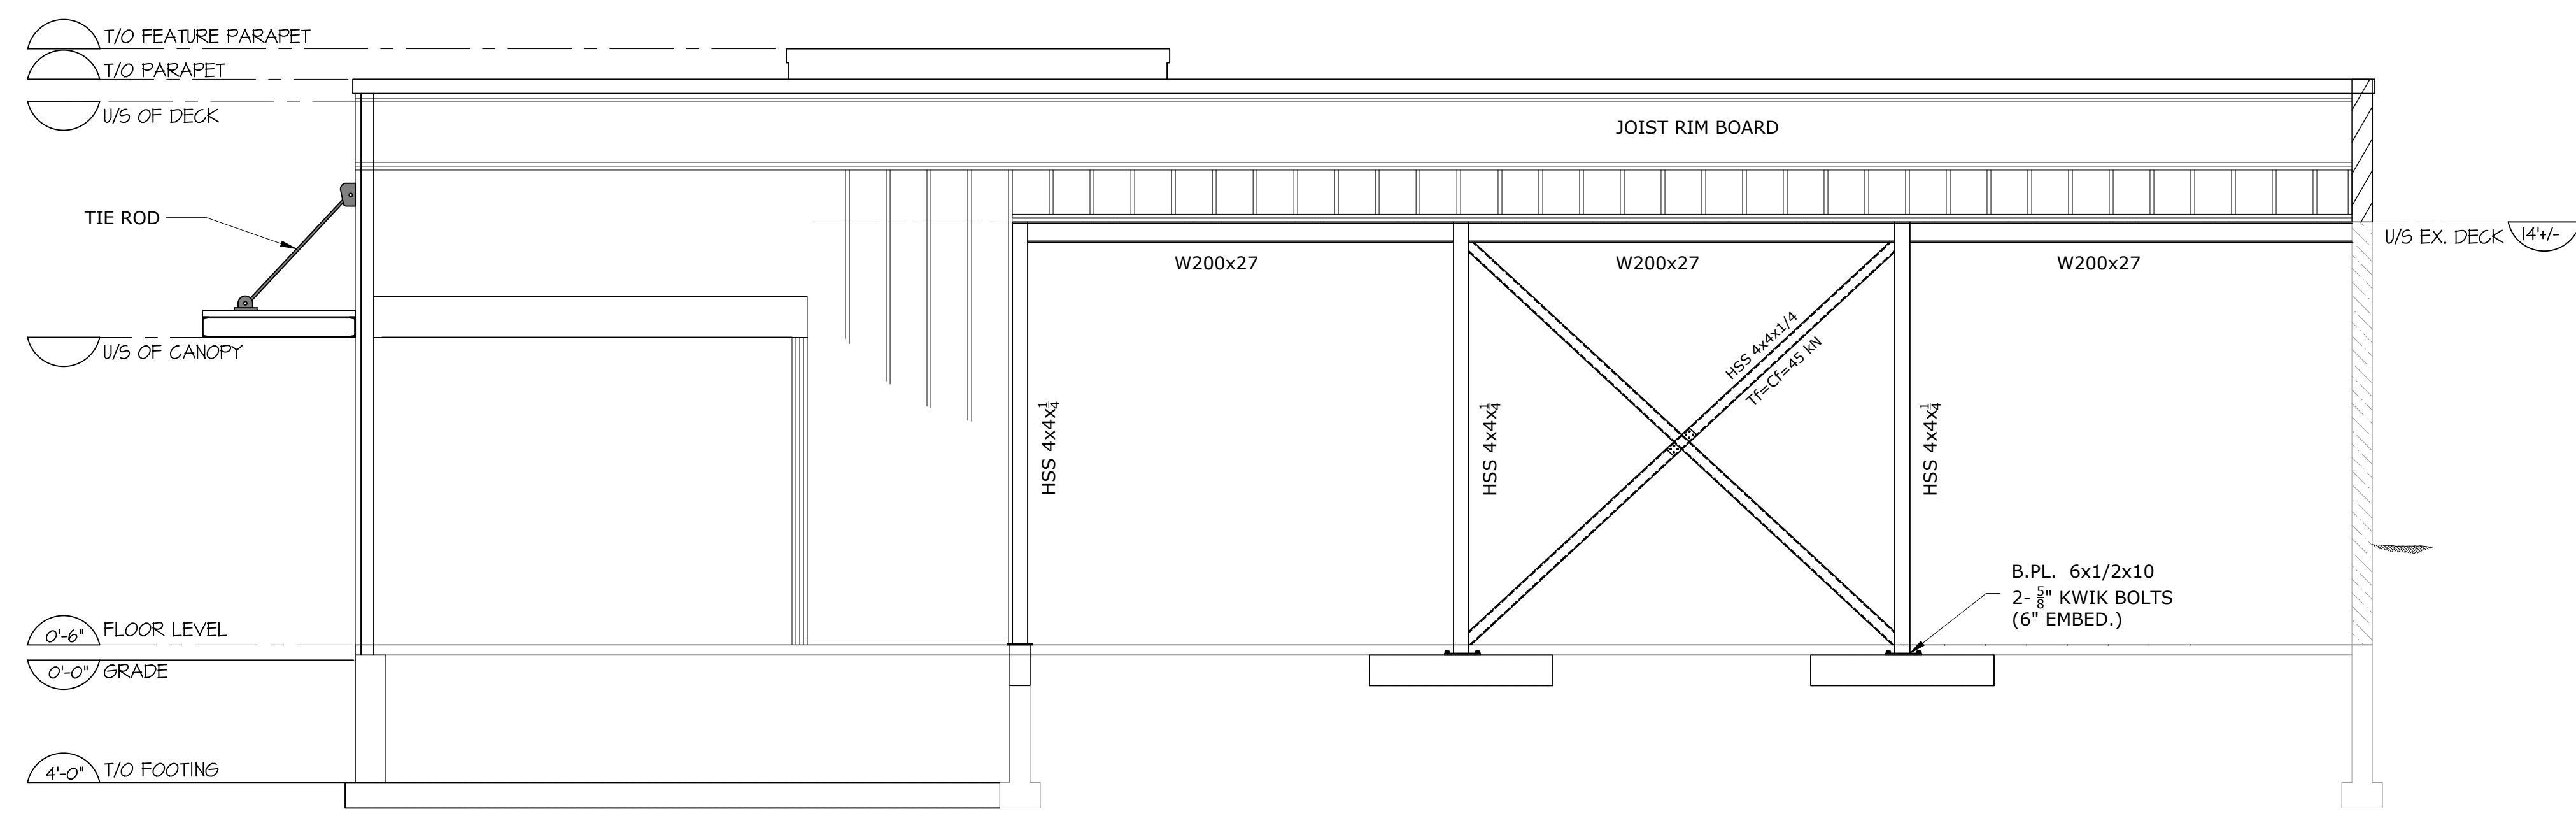 T/O FEATURE PARAPET
T/O PARAPET
U/S OF DECK
JOIST RIM BOARD
TIE ROD
U/S EX. DECK 14'+/-
W200x27
W200x27
W200x27
U/S OF CANOPY
HSS 4x4x1/4
Tf=Cf=45 kN
HSS 4x4x¼
HSS 4x4x¼
HSS 4x4x¼
B.PL. 6x1/2x10
2- ⅝" KWIK BOLTS
(6" EMBED.)
0'-6" FLOOR LEVEL
0'-0" GRADE
4'-0" T/O FOOTING